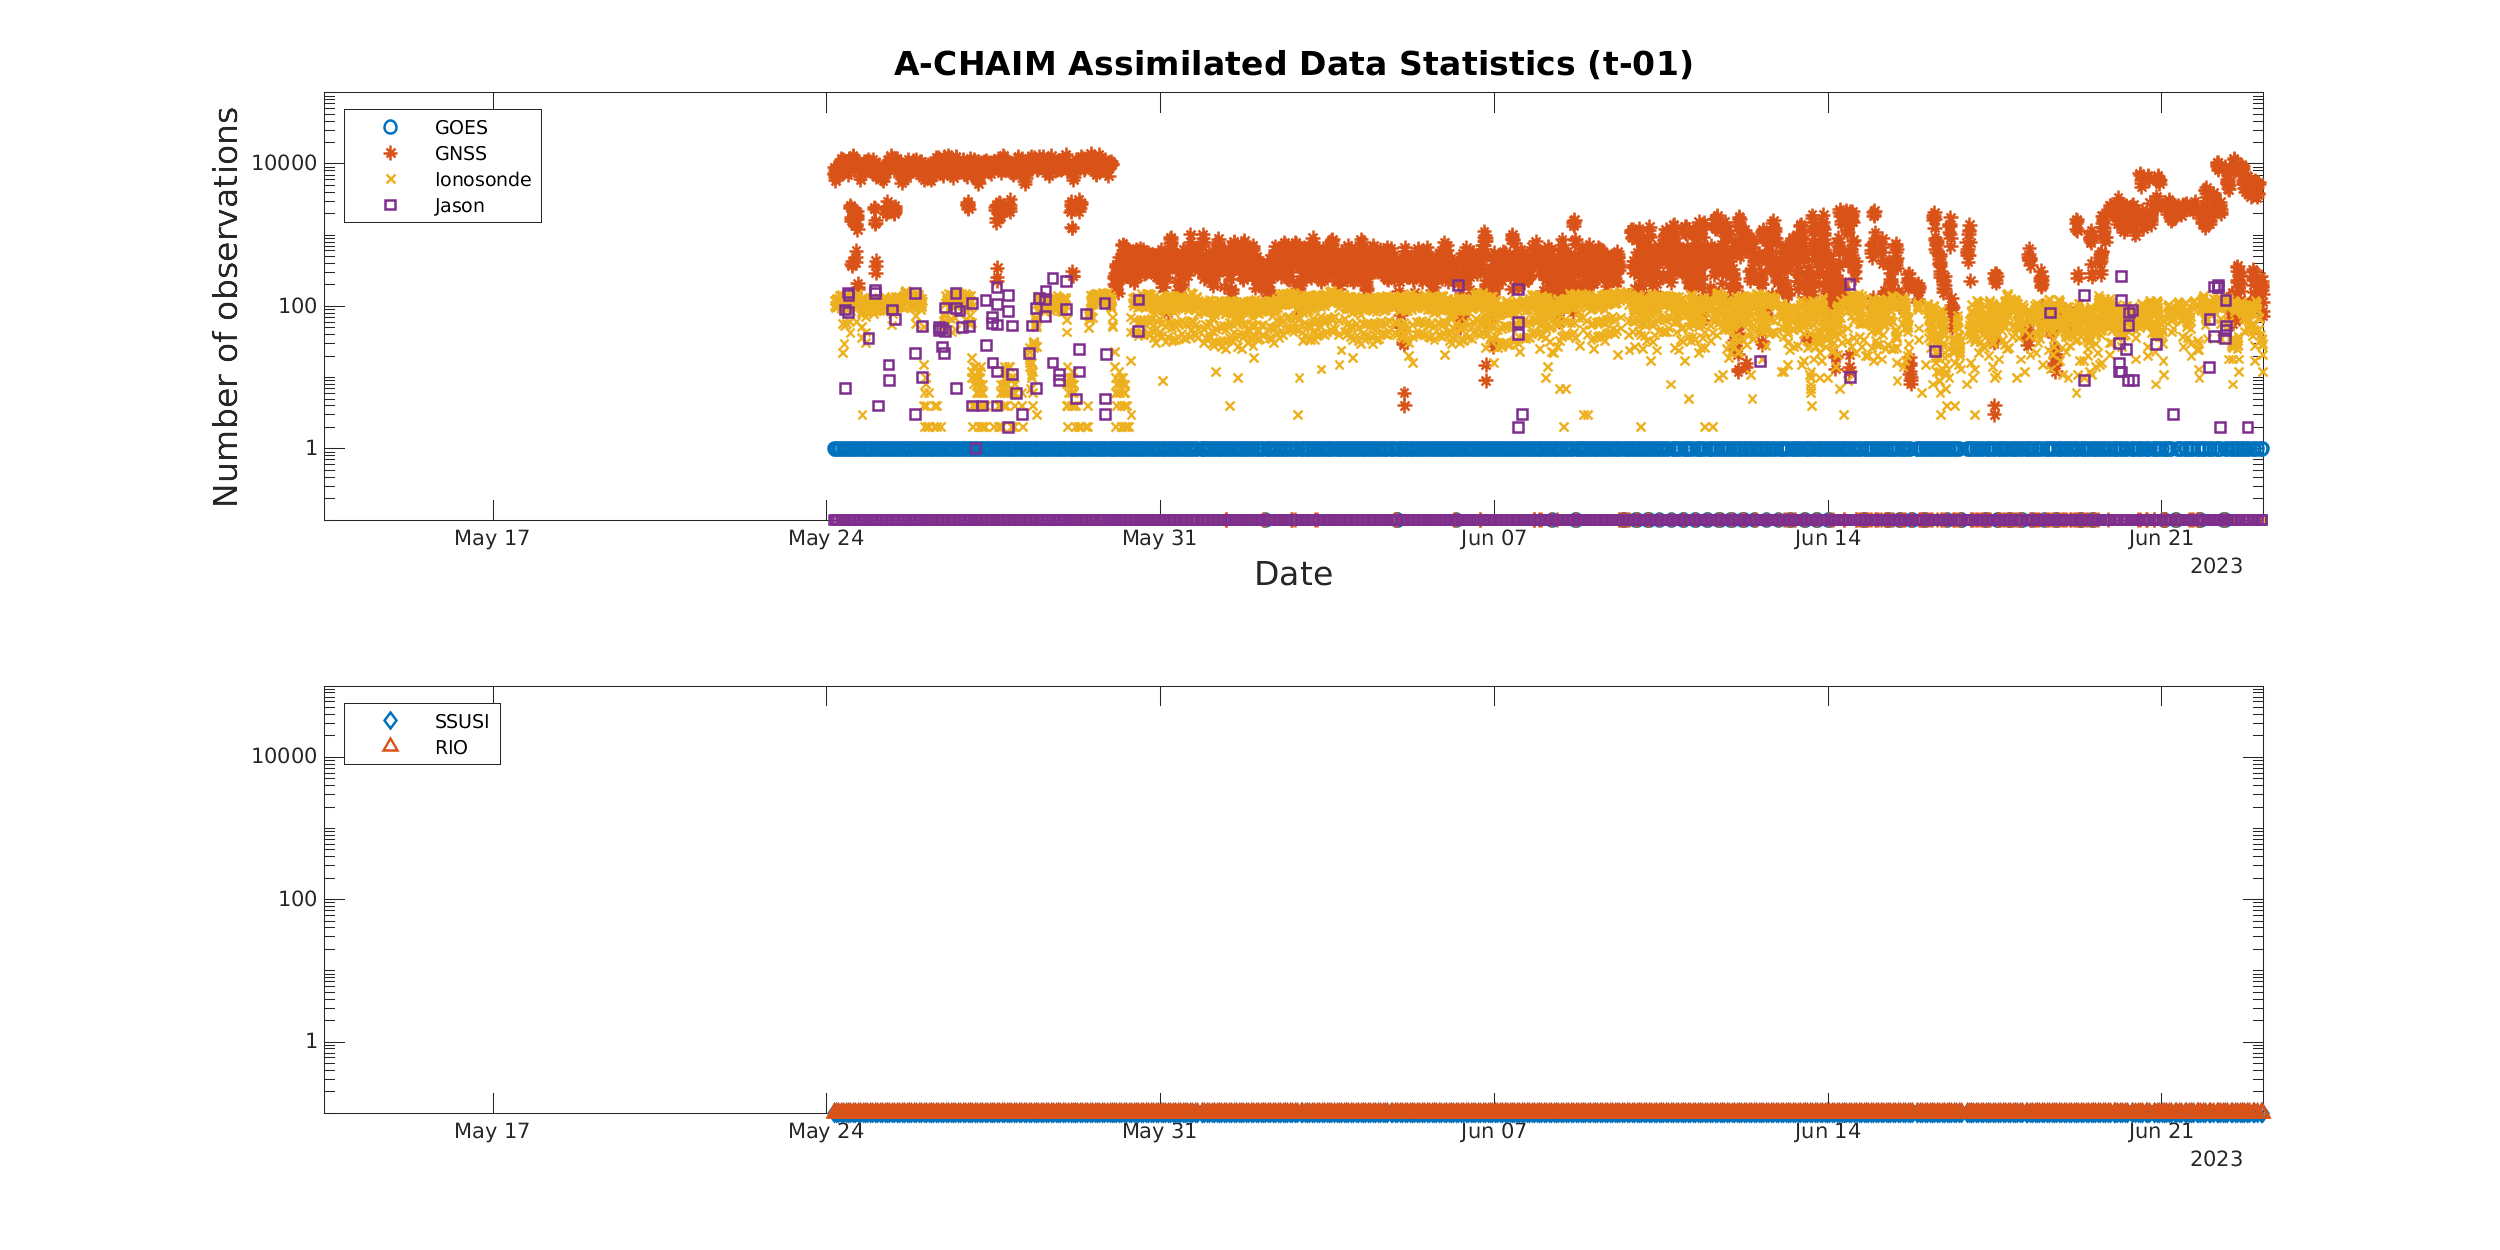 A-CHAIM Assimilated Data Statistics (t-01)
Number of observations
GOES
GNSS
Ionosonde
Jason
10000
100
1
May 17
May 24
May 31
Jun 07
Jun 14
Jun 21
2023
Date
SSUSI
RIO
10000
100
1
May 17
May 24
May 31
Jun 07
Jun 14
Jun 21
2023